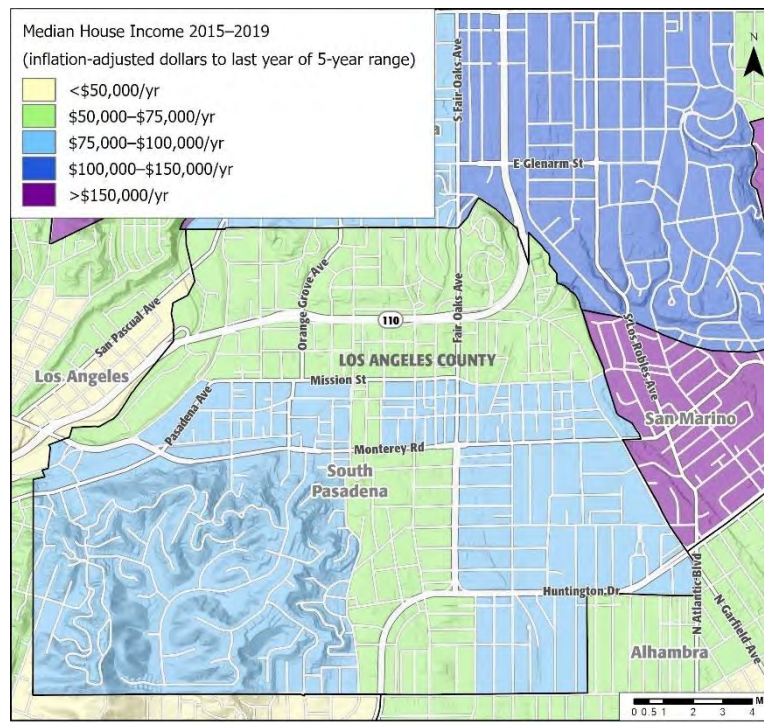 Median House Income 2015–2019
(inflation-adjusted dollars to last year of 5-year range)
<$50,000/yr
$50,000–$75,000/yr
$75,000–$100,000/yr
$100,000–$150,000/yr
>$150,000/yr
N
S Fair Oaks Ave
E Glenarm St
San Pascual Ave
Orange Grove Ave
110
Fair Oaks Ave
S Los Robles Ave
Los Angeles
LOS ANGELES COUNTY
Mission St
Pasadena Ave
San Marino
Monterey Rd
South
Pasadena
Huntington Dr
N Atlantic Blvd
N Garfield Ave
Alhambra
0 0.5 1 2 3 4 M